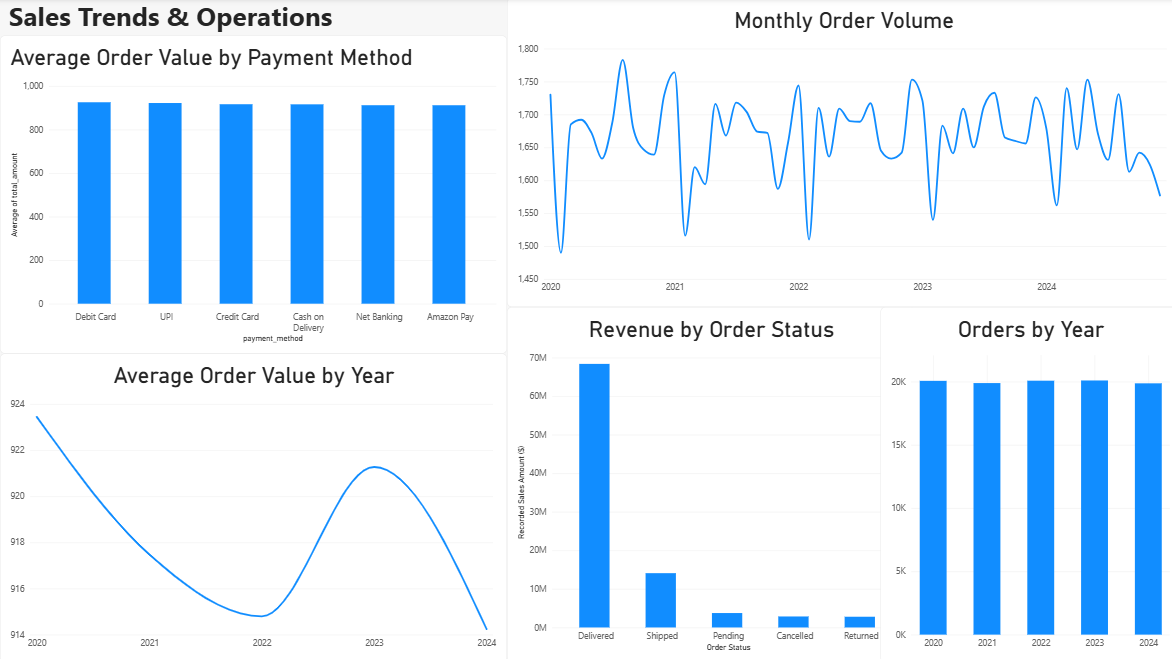 Sales Trends & Operations
Average Order Value by Payment Method
1,000
800
600
400
200
0
Average of total_amount
Debit Card
UPI
Credit Card
Cash on
Delivery
Net Banking
Amazon Pay
payment_method
Monthly Order Volume
1,800
1,750
1,700
1,650
1,600
1,550
1,500
1,450
2020
2021
2022
2023
2024
Average Order Value by Year
924
922
920
918
916
914
2020
2021
2022
2023
2024
Revenue by Order Status
70M
60M
50M
40M
30M
20M
10M
0M
Recorded Sales Amount ($)
Delivered
Shipped
Pending
Cancelled
Returned
Order Status
Orders by Year
20K
15K
10K
5K
0K
2020
2021
2022
2023
2024